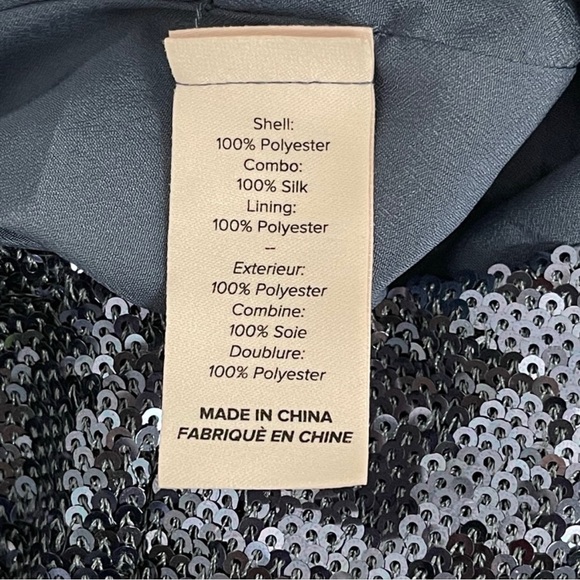 Shell:
100% Polyester
Combo:
100% Silk
Lining:
100% Polyester
–
Exterieur:
100% Polyester
Combine:
100% Soie
Doublure:
100% Polyester
MADE IN CHINA
FABRIQUÈ EN CHINE